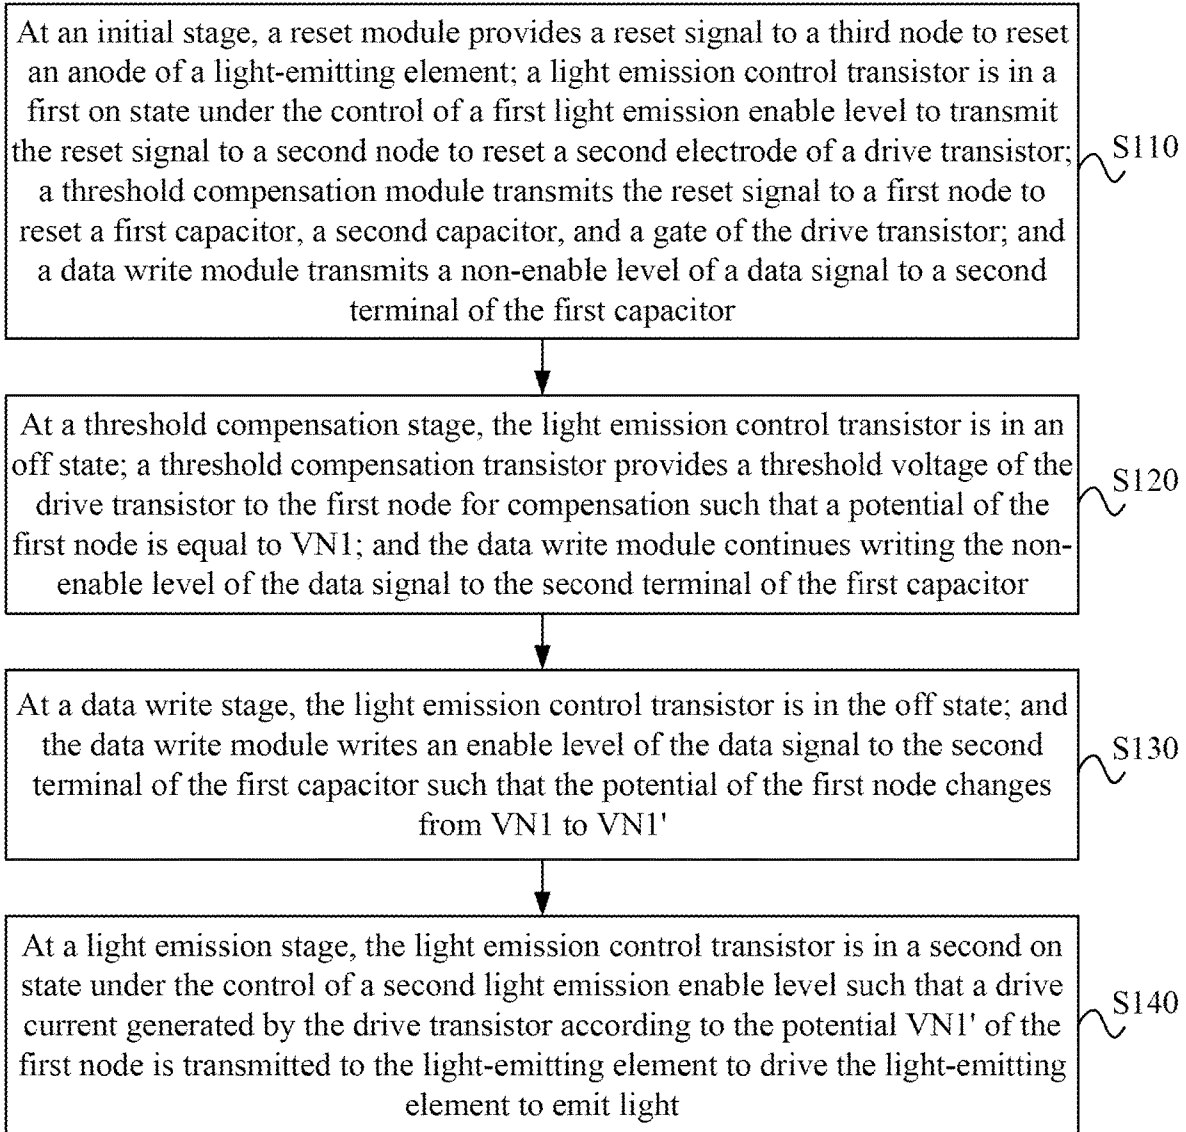 At an initial stage, a reset module provides a reset signal to a third node to reset
an anode of a light-emitting element; a light emission control transistor is in a
first on state under the control of a first light emission enable level to transmit
the reset signal to a second node to reset a second electrode of a drive transistor;
a threshold compensation module transmits the reset signal to a first node to
reset a first capacitor, a second capacitor, and a gate of the drive transistor; and
a data write module transmits a non-enable level of a data signal to a second
terminal of the first capacitor
S110
At a threshold compensation stage, the light emission control transistor is in an
off state; a threshold compensation transistor provides a threshold voltage of the
drive transistor to the first node for compensation such that a potential of the
first node is equal to VN1; and the data write module continues writing the non-
enable level of the data signal to the second terminal of the first capacitor
S120
At a data write stage, the light emission control transistor is in the off state; and
the data write module writes an enable level of the data signal to the second
terminal of the first capacitor such that the potential of the first node changes
from VN1 to VN1'
S130
At a light emission stage, the light emission control transistor is in a second on
state under the control of a second light emission enable level such that a drive
current generated by the drive transistor according to the potential VN1' of the
first node is transmitted to the light-emitting element to drive the light-emitting
element to emit light
S140